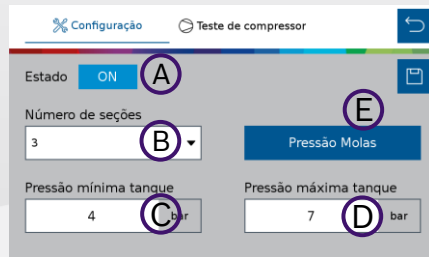 Configuração Teste de compressor
Estado ON A
E
Número de seções
3 B Pressão Molas
Pressão mínima tanque Pressão máxima tanque
4 C bar 7 D bar